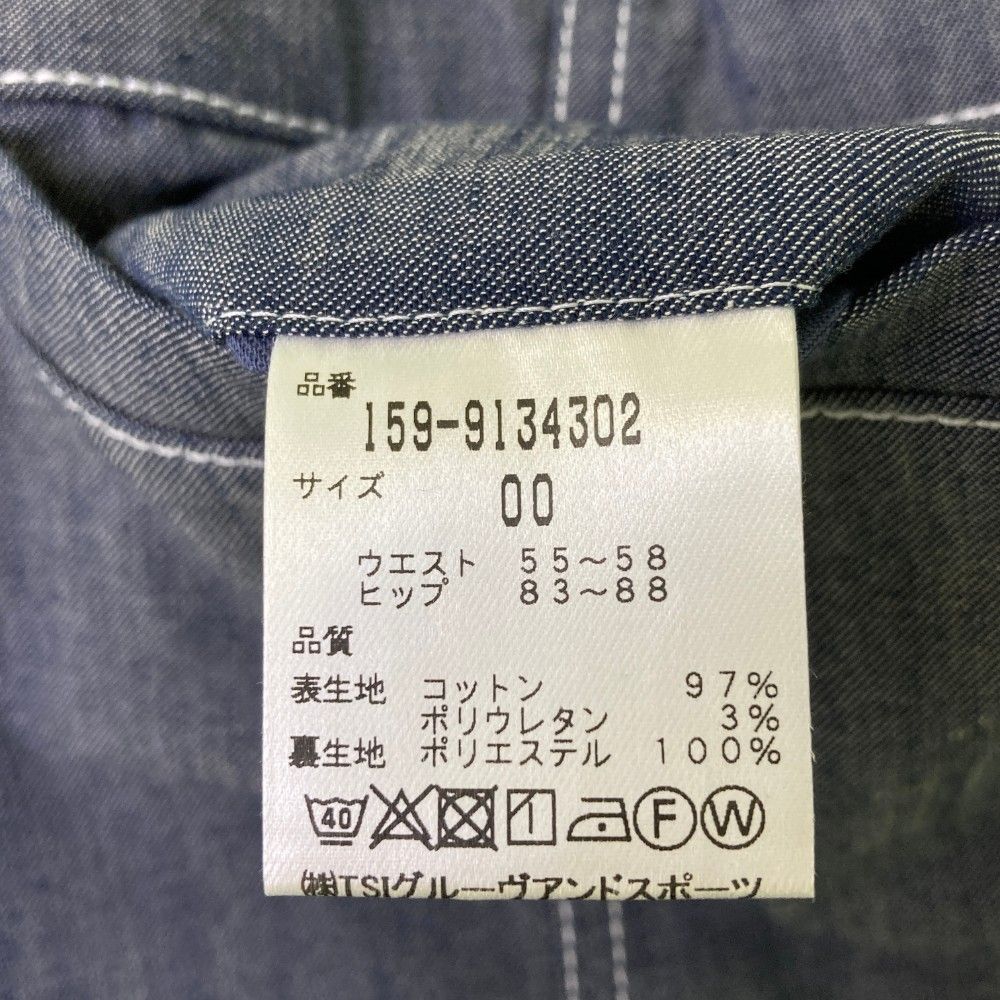 品番
159-9134302
サイズ 00
ウエスト 55~58
ヒップ 83~88
品質
表生地 コットン 97%
ポリウレタン 3%
裏生地 ポリエステル 100%
40 1 F W
㈱TSIグルーヴアンドスポーツ